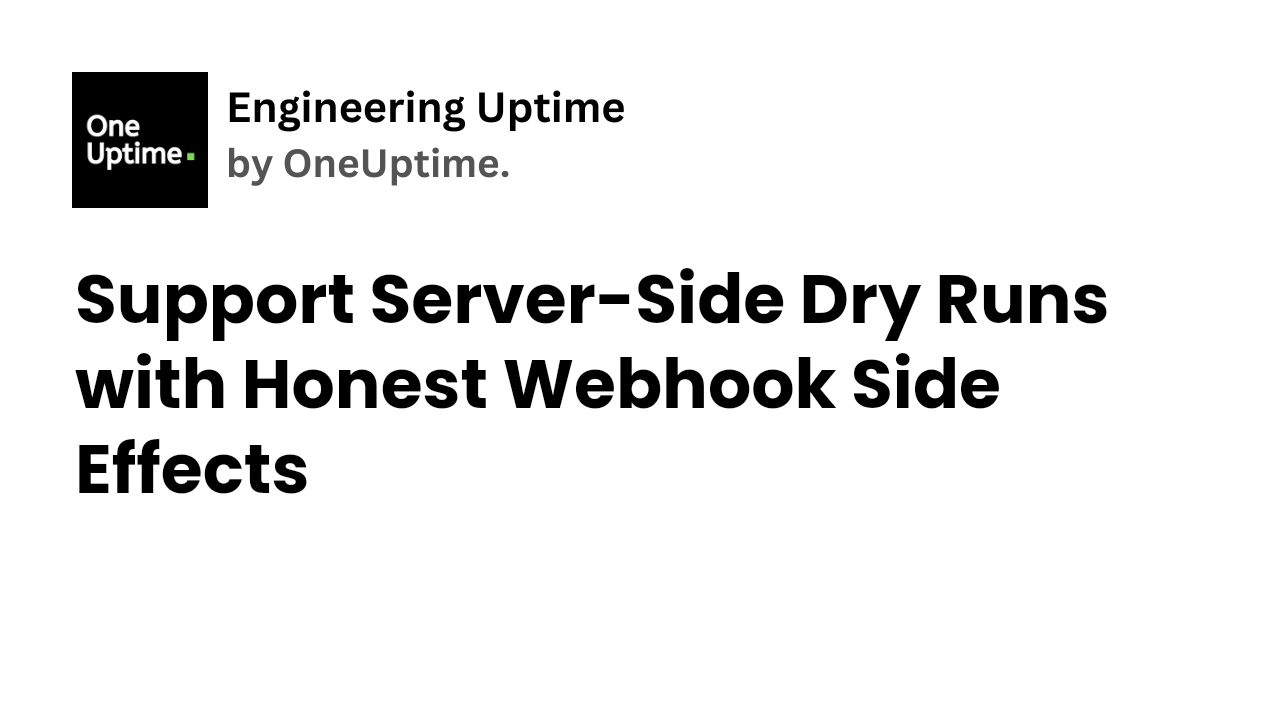 One
Uptime
Engineering Uptime
by OneUptime.
Support Server-Side Dry Runs
with Honest Webhook Side
Effects